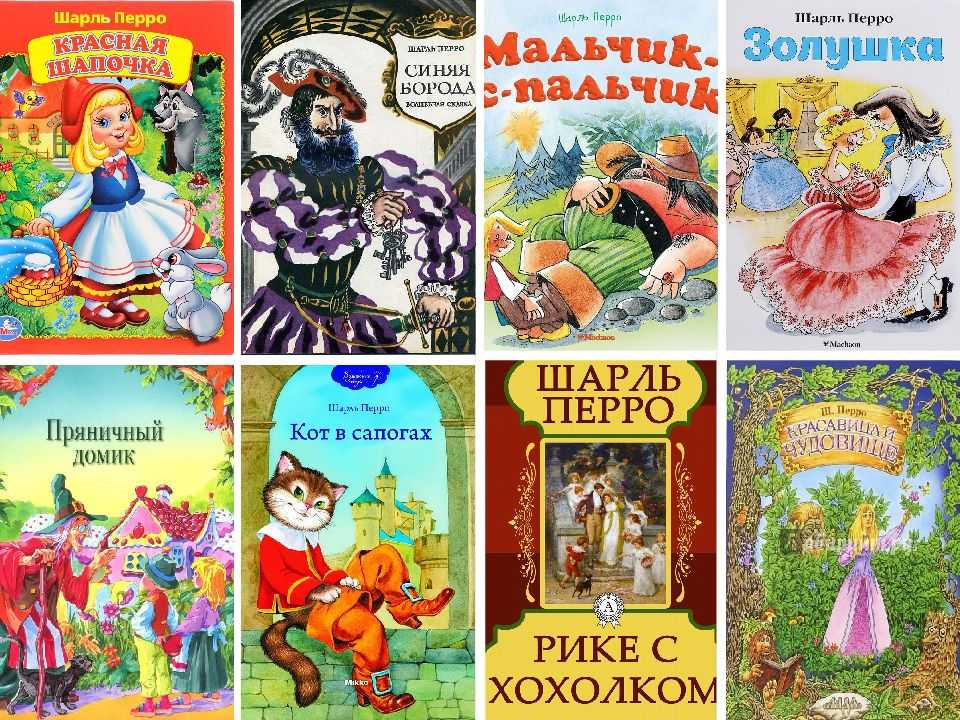 Шарль Перро
КРАСНАЯ
ШАПОЧКА
ШАРЛЬ ПЕРРО
СИНЯЯ
БОРОДА
ВОЛШЕБНАЯ СКАЗКА
Шарль Перро
Мальчик-
с-пальчик
Machaon
Шарль Перро
Золушка
Machaon
Пряничный
домик
Шарль Перро
Кот в сапогах
Mikko
ШАРЛЬ
ПЕРРО
А
РИКЕ С
ХОХОЛКОМ
Ш. Перро
КРАСАВИЦА И
ЧУДОВИЩЕ